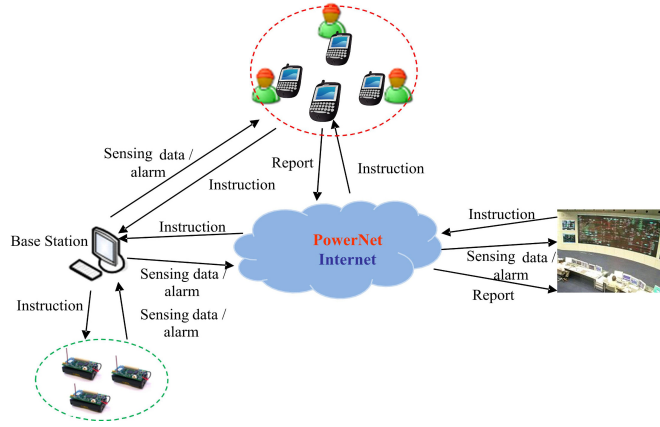 Sensing data /
alarm
Instruction
Report
Instruction
Base Station
Instruction
Sensing data /
alarm
PowerNet
Internet
Instruction
Sensing data /
alarm
Report
Instruction
Sensing data /
alarm